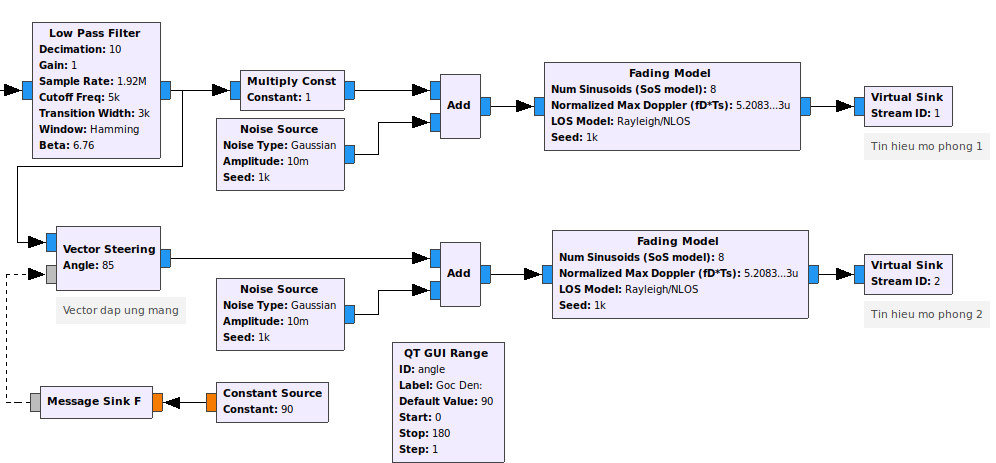 Low Pass Filter
Decimation: 10
Gain: 1
Sample Rate: 1.92M
Cutoff Freq: 5k
Transition Width: 3k
Window: Hamming
Beta: 6.76
Multiply Const
Constant: 1
Noise Source
Noise Type: Gaussian
Amplitude: 10m
Seed: 1k
Add
Fading Model
Num Sinusoids (SoS model): 8
Normalized Max Doppler (fD*Ts): 5.2083...3u
LOS Model: Rayleigh/NLOS
Seed: 1k
Virtual Sink
Stream ID: 1
Tin hieu mo phong 1
Vector Steering
Angle: 85
Vector dap ung mang
Noise Source
Noise Type: Gaussian
Amplitude: 10m
Seed: 1k
Add
Fading Model
Num Sinusoids (SoS model): 8
Normalized Max Doppler (fD*Ts): 5.2083...3u
LOS Model: Rayleigh/NLOS
Seed: 1k
Virtual Sink
Stream ID: 2
Tin hieu mo phong 2
Message Sink F
Constant Source
Constant: 90
QT GUI Range
ID: angle
Label: Goc Den:
Default Value: 90
Start: 0
Stop: 180
Step: 1